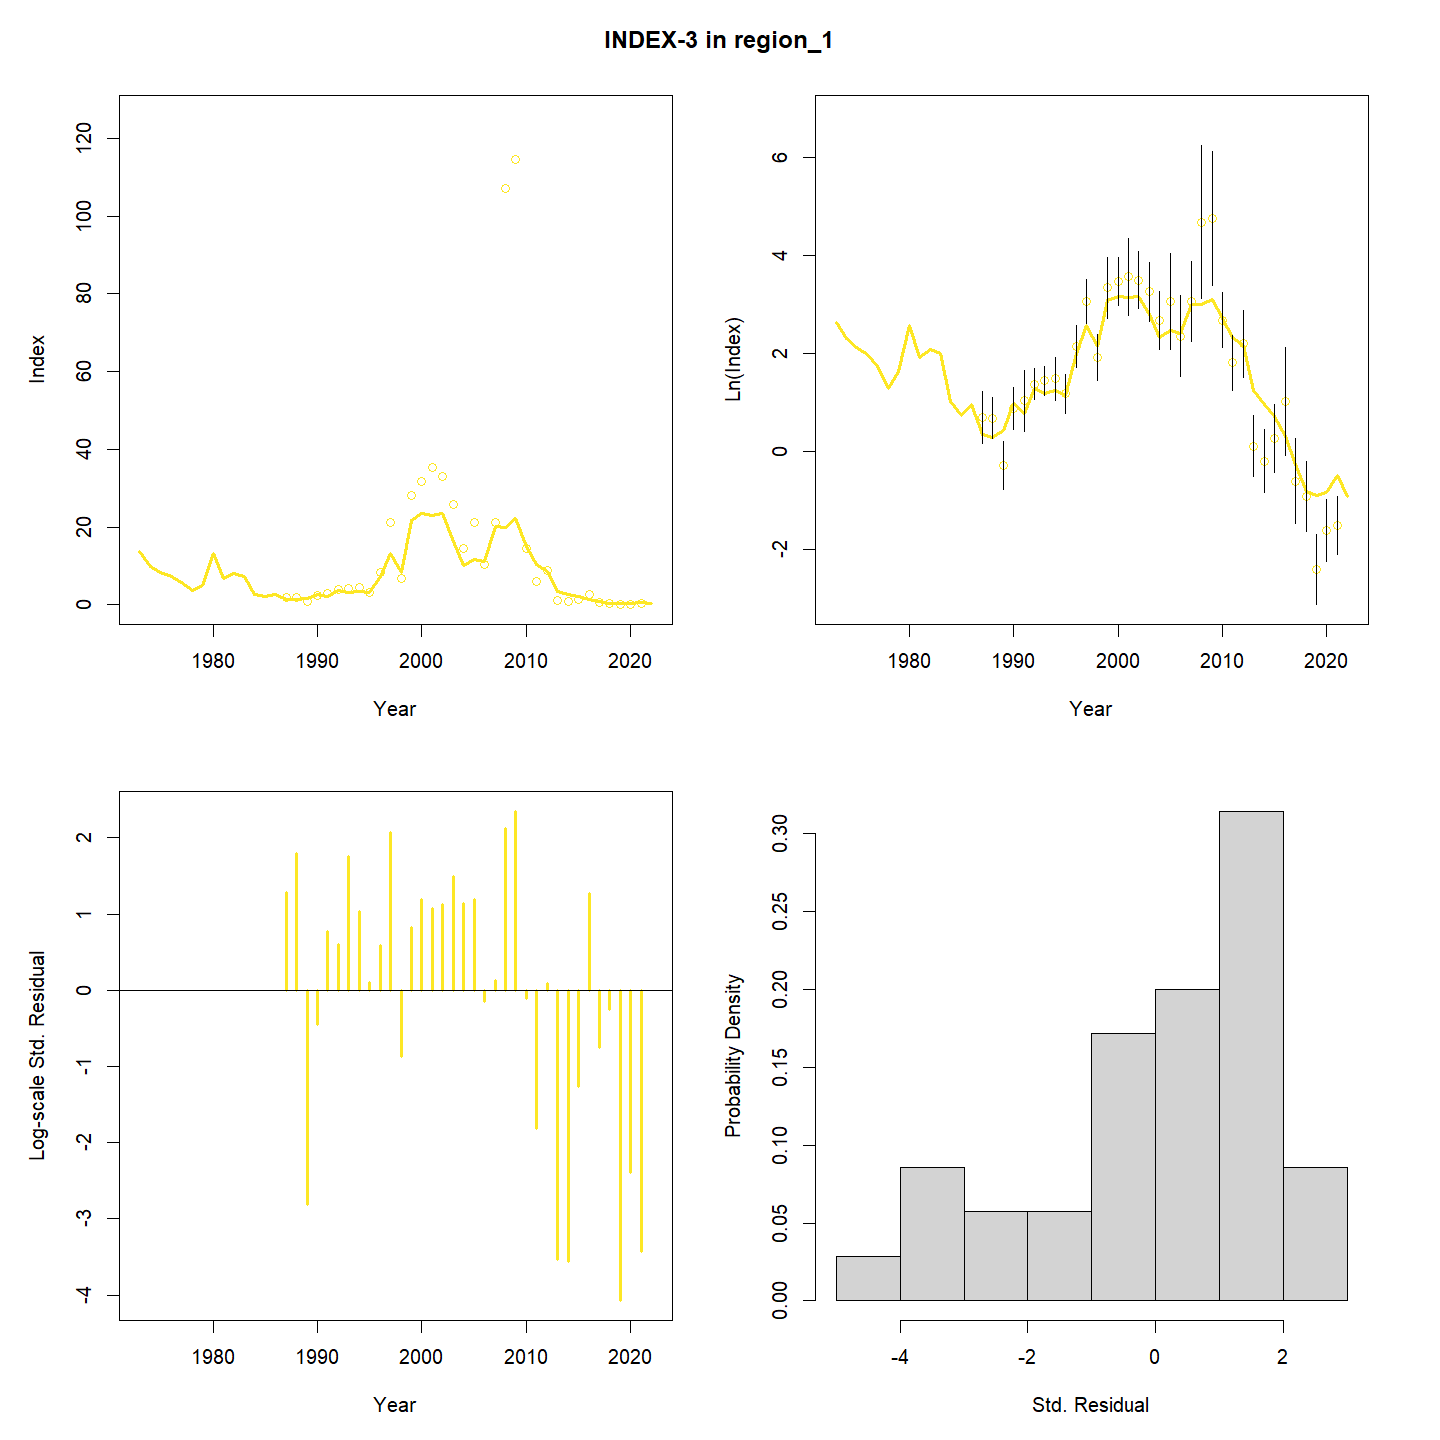 INDEX-3 in region_1
Index
0 20 40 60 80 100 120
1980 1990 2000 2010 2020
Year
Ln(Index)
-2 0 2 4 6
1980 1990 2000 2010 2020
Year
Log-scale Std. Residual
-4 -3 -2 -1 0 1 2
1980 1990 2000 2010 2020
Year
Probability Density
0.00 0.05 0.10 0.15 0.20 0.25 0.30
-4 -2 0 2
Std. Residual